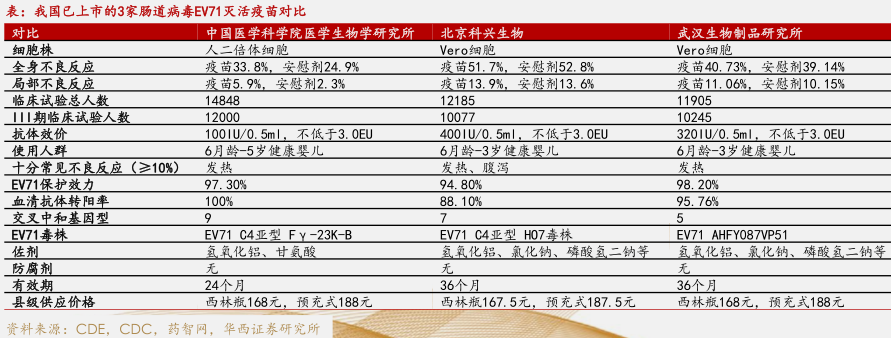 表：我国已上市的3家肠道病毒EV71灭活疫苗对比
对比 中国医学科学院医学生物学研究所 北京科兴生物 武汉生物制品研究所
细胞株 人二倍体细胞 Vero细胞 Vero细胞
全身不良反应 疫苗33.8%，安慰剂24.9% 疫苗51.7%，安慰剂52.8% 疫苗40.73%，安慰剂39.14%
局部不良反应 疫苗5.9%，安慰剂2.3% 疫苗13.9%，安慰剂13.6% 疫苗11.06%，安慰剂10.15%
临床试验总人数 14848 12185 11905
III期临床试验人数 12000 10077 10245
抗体效价 100IU/0.5ml，不低于3.0EU 400IU/0.5ml，不低于3.0EU 320IU/0.5ml，不低于3.0EU
使用人群 6月龄-5岁健康婴儿 6月龄-3岁健康婴儿 6月龄-3岁健康婴儿
十分常见不良反应（≥10%） 发热 发热、腹泻 发热
EV71保护效力 97.30% 94.80% 98.20%
血清抗体转阳率 100% 88.10% 95.76%
交叉中和基因型 9 7 5
EV71毒株 EV71 C4亚型 Fγ-23K-B EV71 C4亚型 H07毒株 EV71 AHFY087VP51
佐剂 氢氧化铝、甘氨酸 氢氧化铝、氯化钠、磷酸氢二钠等 氢氧化铝、氯化钠、磷酸氢二钠等
防腐剂 无 无 无
有效期 24个月 36个月 36个月
县级供应价格 西林瓶168元，预充式188元 西林瓶167.5元，预充式187.5元 西林瓶168元，预充式188元
资料来源：CDE，CDC，药智网，华西证券研究所